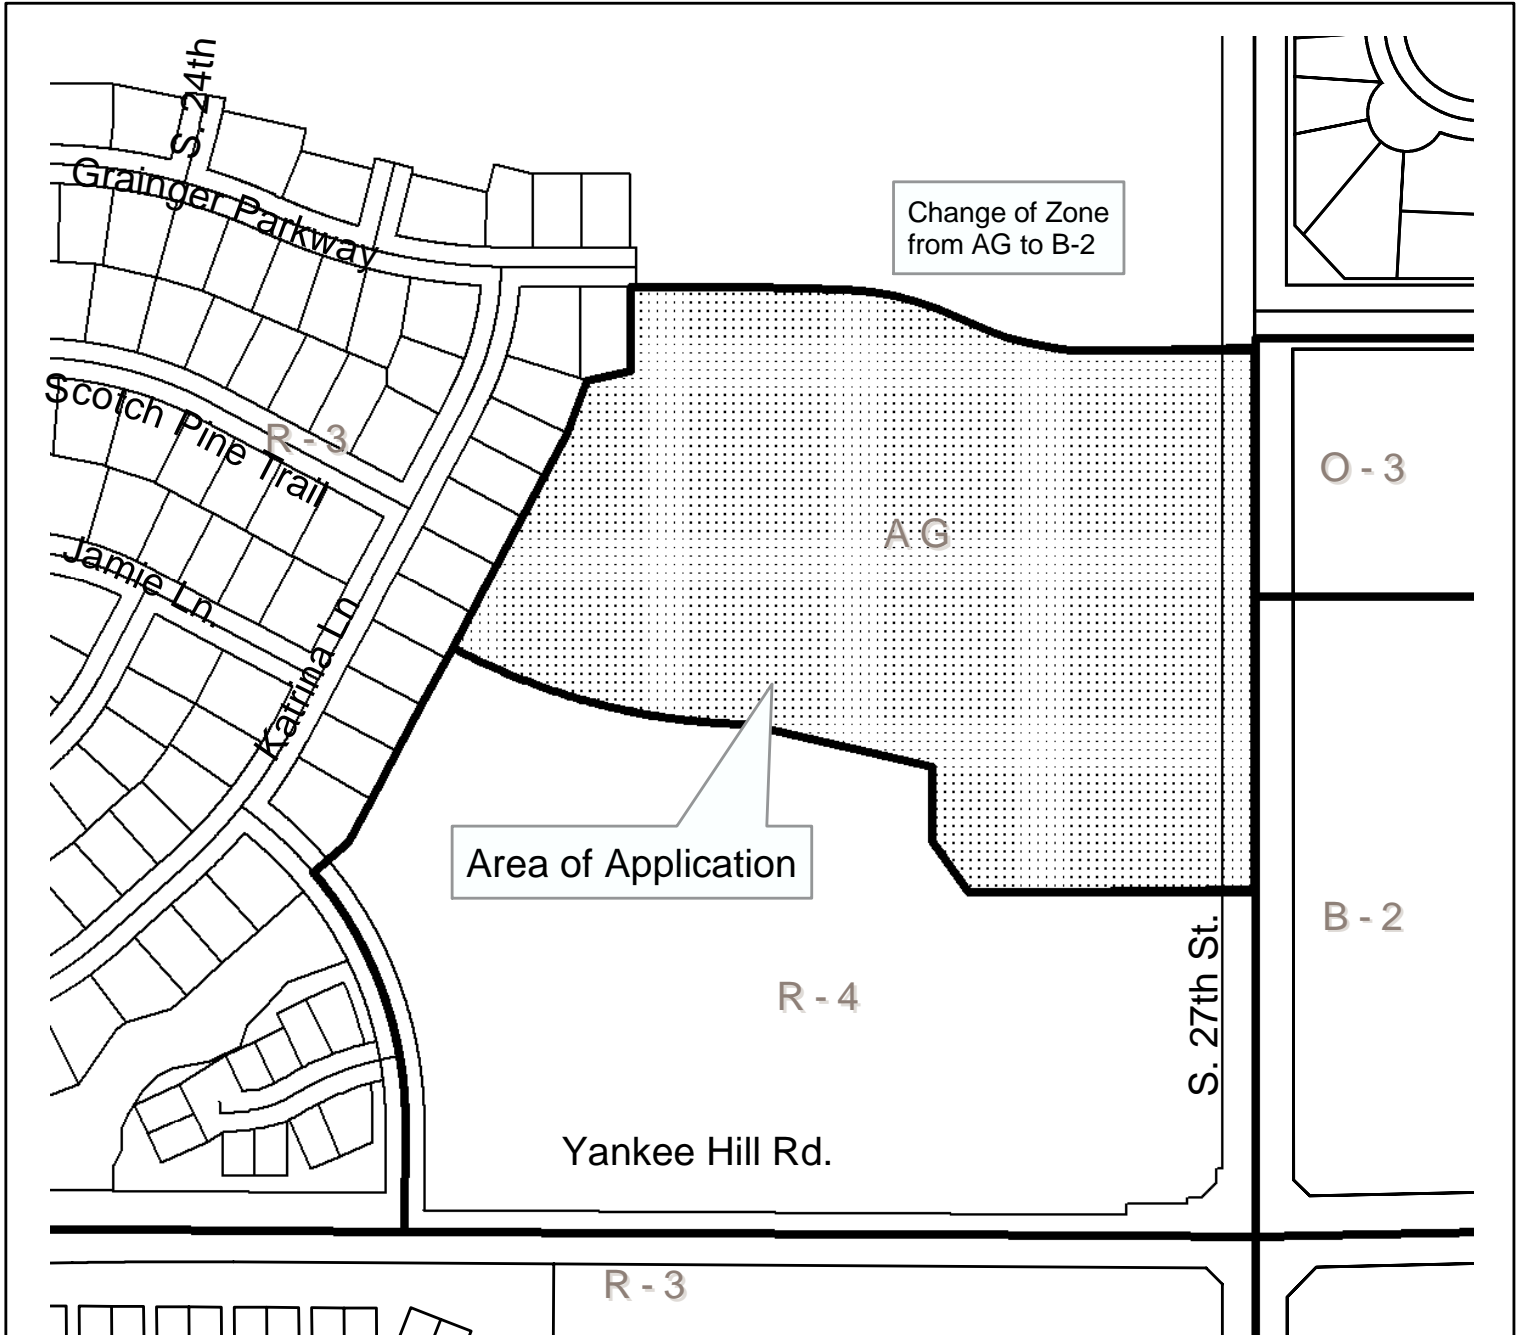 S. 24th
Grainger Parkway
Change of Zone
from AG to B-2
Scotch Pine Trail
R - 3
O - 3
A G
Jamie Ln.
Katrina Ln
Area of Application
B - 2
R - 4
S. 27th St.
Yankee Hill Rd.
R - 3